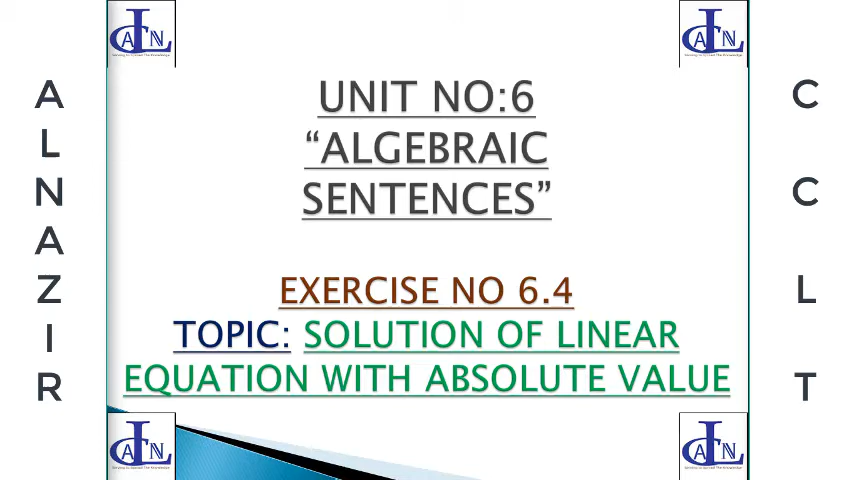 UNIT NO:6
“ALGEBRAIC
SENTENCES”
EXERCISE NO 6.4
TOPIC: SOLUTION OF LINEAR
EQUATION WITH ABSOLUTE VALUE
A
L
N
A
Z
I
R
C
C
L
T